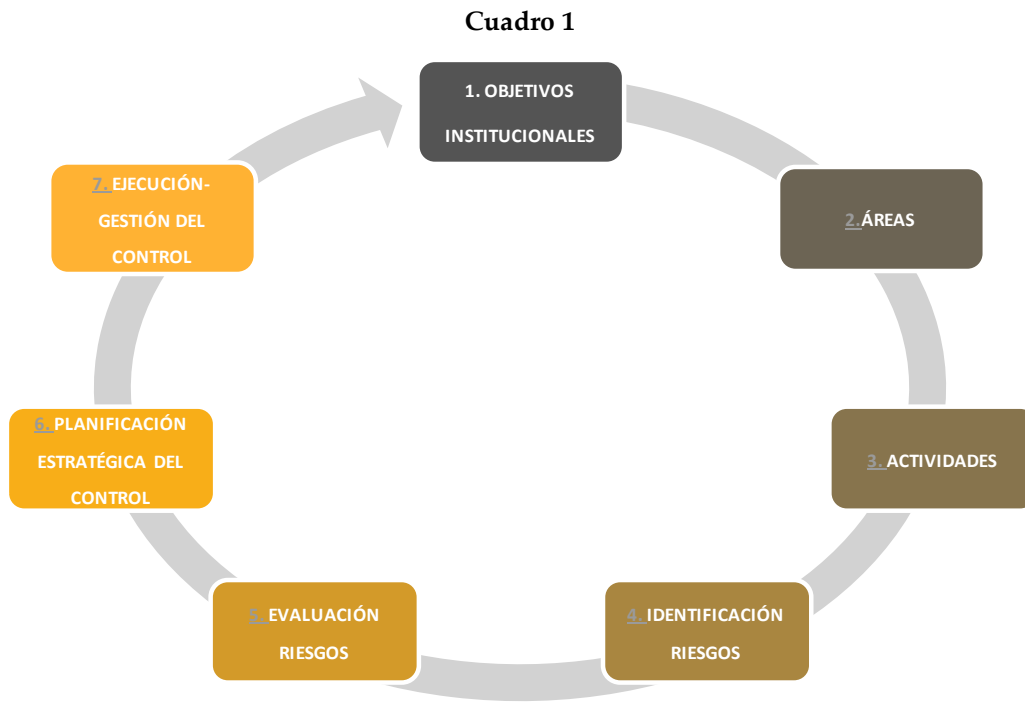 Cuadro 1
1. OBJETIVOS
INSTITUCIONALES
2.ÁREAS
3. ACTIVIDADES
4. IDENTIFICACIÓN
RIESGOS
5. EVALUACIÓN
RIESGOS
6. PLANIFICACIÓN
ESTRATÉGICA DEL
CONTROL
7. EJECUCIÓN-
GESTIÓN DEL
CONTROL